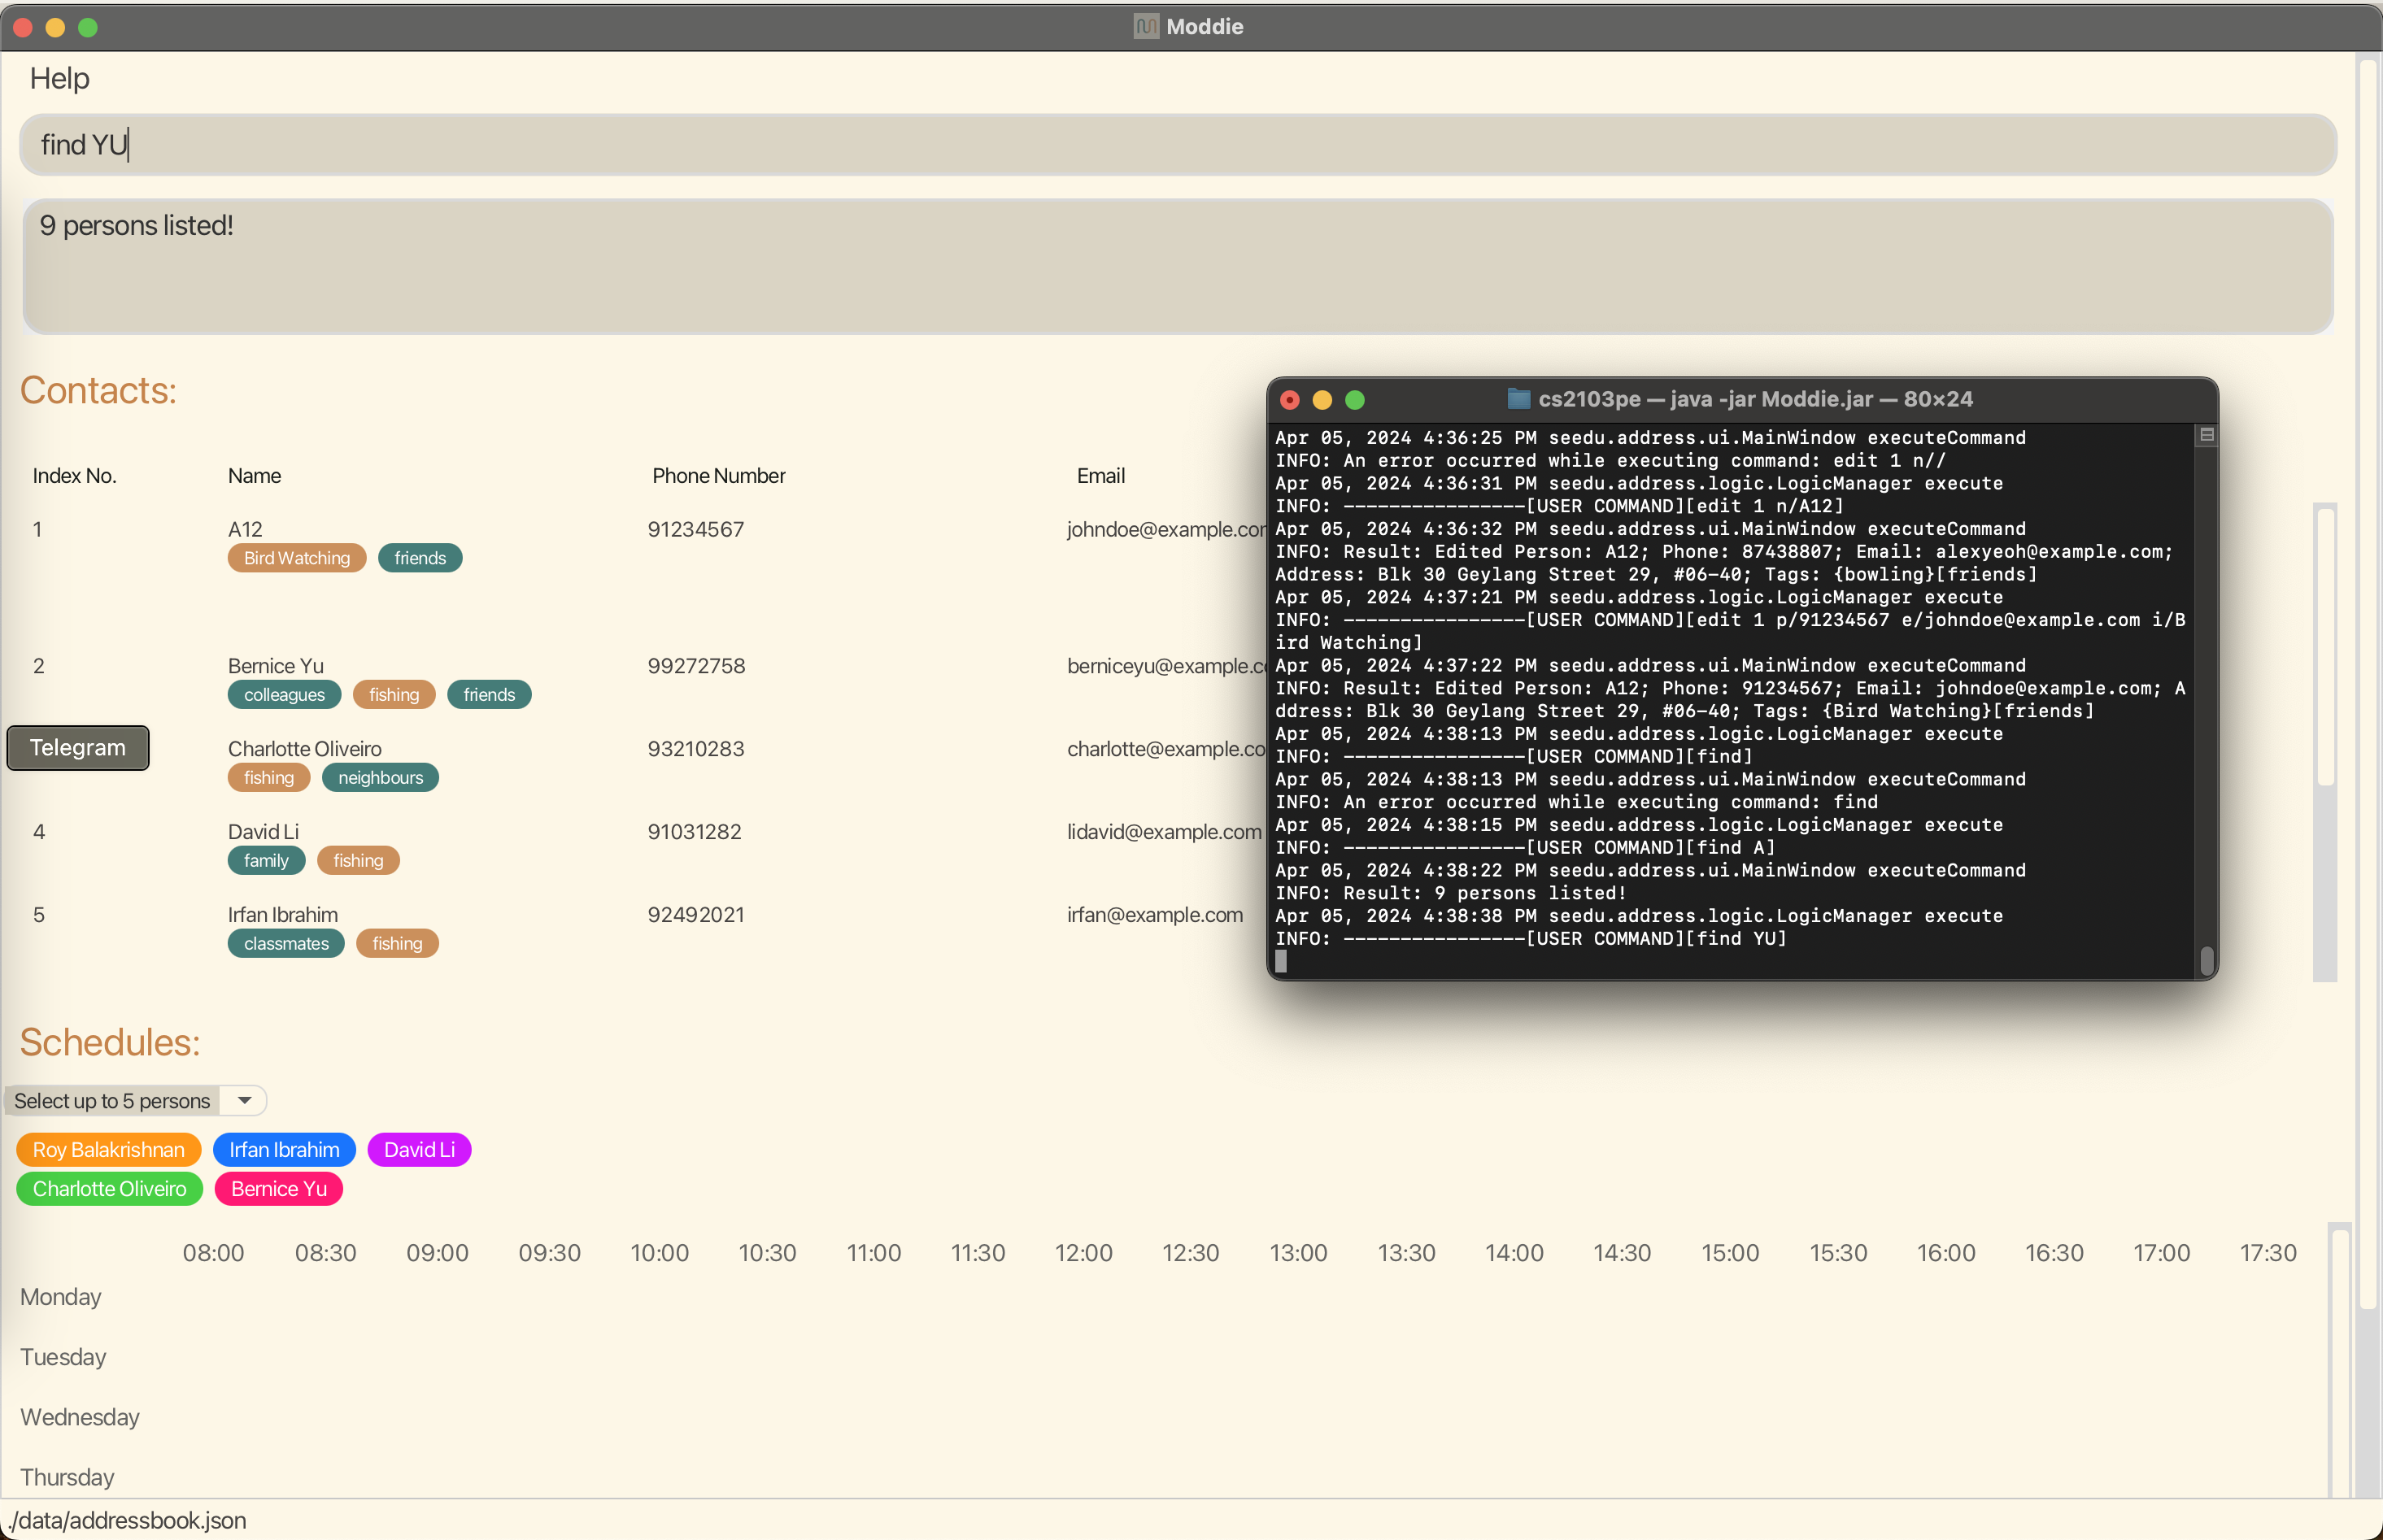 Moddie
Help
find YU
9 persons listed!
Contacts:
Index No. Name Phone Number Email
1 A12 91234567 johndoe@example.com
Bird Watching friends
2 Bernice Yu 99272758 berniceyu@example.co
colleagues fishing friends
Telegram
Charlotte Oliveiro 93210283 charlotte@example.co
fishing neighbours
4 David Li 91031282 lidavid@example.com
family fishing
5 Irfan Ibrahim 92492021 irfan@example.com
classmates fishing
cs2103pe — java -jar Moddie.jar — 80×24
Apr 05, 2024 4:36:25 PM seedu.address.ui.MainWindow executeCommand
INFO: An error occurred while executing command: edit 1 n//
Apr 05, 2024 4:36:31 PM seedu.address.logic.LogicManager execute
INFO: ----------------[USER COMMAND][edit 1 n/A12]
Apr 05, 2024 4:36:32 PM seedu.address.ui.MainWindow executeCommand
INFO: Result: Edited Person: A12; Phone: 87438807; Email: alexyeoh@example.com;
Address: Blk 30 Geylang Street 29, #06-40; Tags: {bowling}[friends]
Apr 05, 2024 4:37:21 PM seedu.address.logic.LogicManager execute
INFO: ----------------[USER COMMAND][edit 1 p/91234567 e/johndoe@example.com i/B
ird Watching]
Apr 05, 2024 4:37:22 PM seedu.address.ui.MainWindow executeCommand
INFO: Result: Edited Person: A12; Phone: 91234567; Email: johndoe@example.com; A
ddress: Blk 30 Geylang Street 29, #06-40; Tags: {Bird Watching}[friends]
Apr 05, 2024 4:38:13 PM seedu.address.logic.LogicManager execute
INFO: ----------------[USER COMMAND][find]
Apr 05, 2024 4:38:13 PM seedu.address.ui.MainWindow executeCommand
INFO: An error occurred while executing command: find
Apr 05, 2024 4:38:15 PM seedu.address.logic.LogicManager execute
INFO: ----------------[USER COMMAND][find A]
Apr 05, 2024 4:38:22 PM seedu.address.ui.MainWindow executeCommand
INFO: Result: 9 persons listed!
Apr 05, 2024 4:38:38 PM seedu.address.logic.LogicManager execute
INFO: ----------------[USER COMMAND][find YU]
Schedules:
Select up to 5 persons
Roy Balakrishnan Irfan Ibrahim David Li
Charlotte Oliveiro Bernice Yu
08:00 08:30 09:00 09:30 10:00 10:30 11:00 11:30 12:00 12:30 13:00 13:30 14:00 14:30 15:00 15:30 16:00 16:30 17:00 17:30
Monday
Tuesday
Wednesday
Thursday
./data/addressbook.json